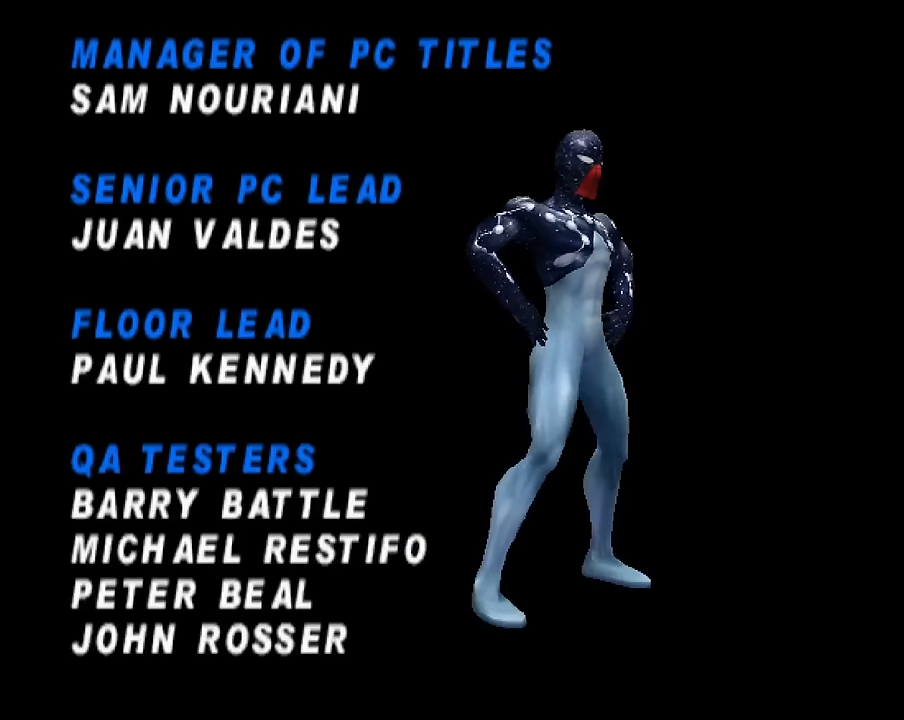 MANAGER OF PC TITLES
SAM NOURIANI
SENIOR PC LEAD
JUAN VALDES
FLOOR LEAD
PAUL KENNEDY
QA TESTERS
BARRY BATTLE
MICHAEL RESTIFO
PETER BEAL
JOHN ROSSER